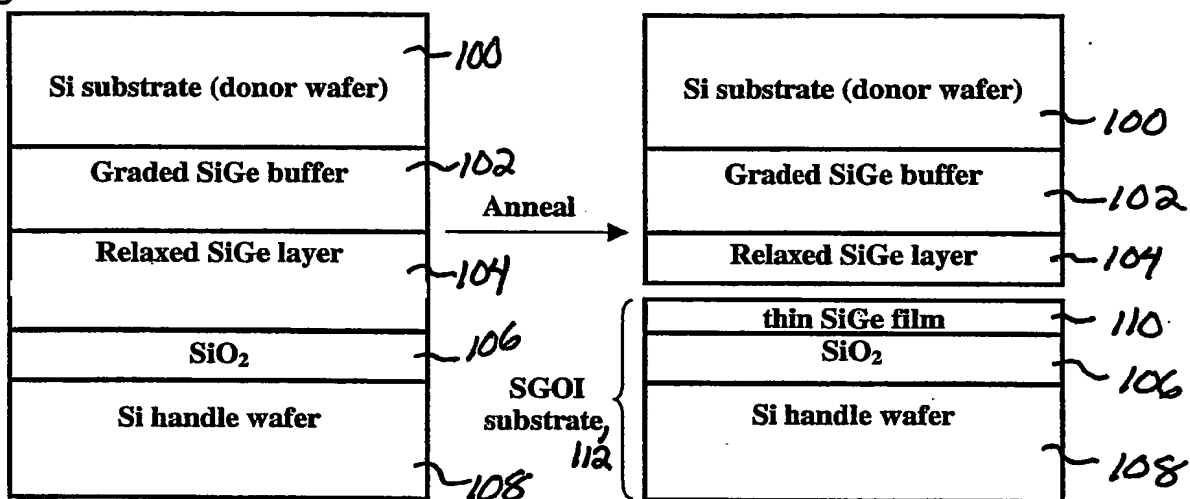 Si substrate (donor wafer)
100
Graded SiGe buffer
102
Relaxed SiGe layer
104
SiO₂
106
Si handle wafer
108
Anneal
Si substrate (donor wafer)
100
Graded SiGe buffer
102
Relaxed SiGe layer
104
thin SiGe film
110
SiO₂
106
Si handle wafer
108
SGOI
substrate,
112